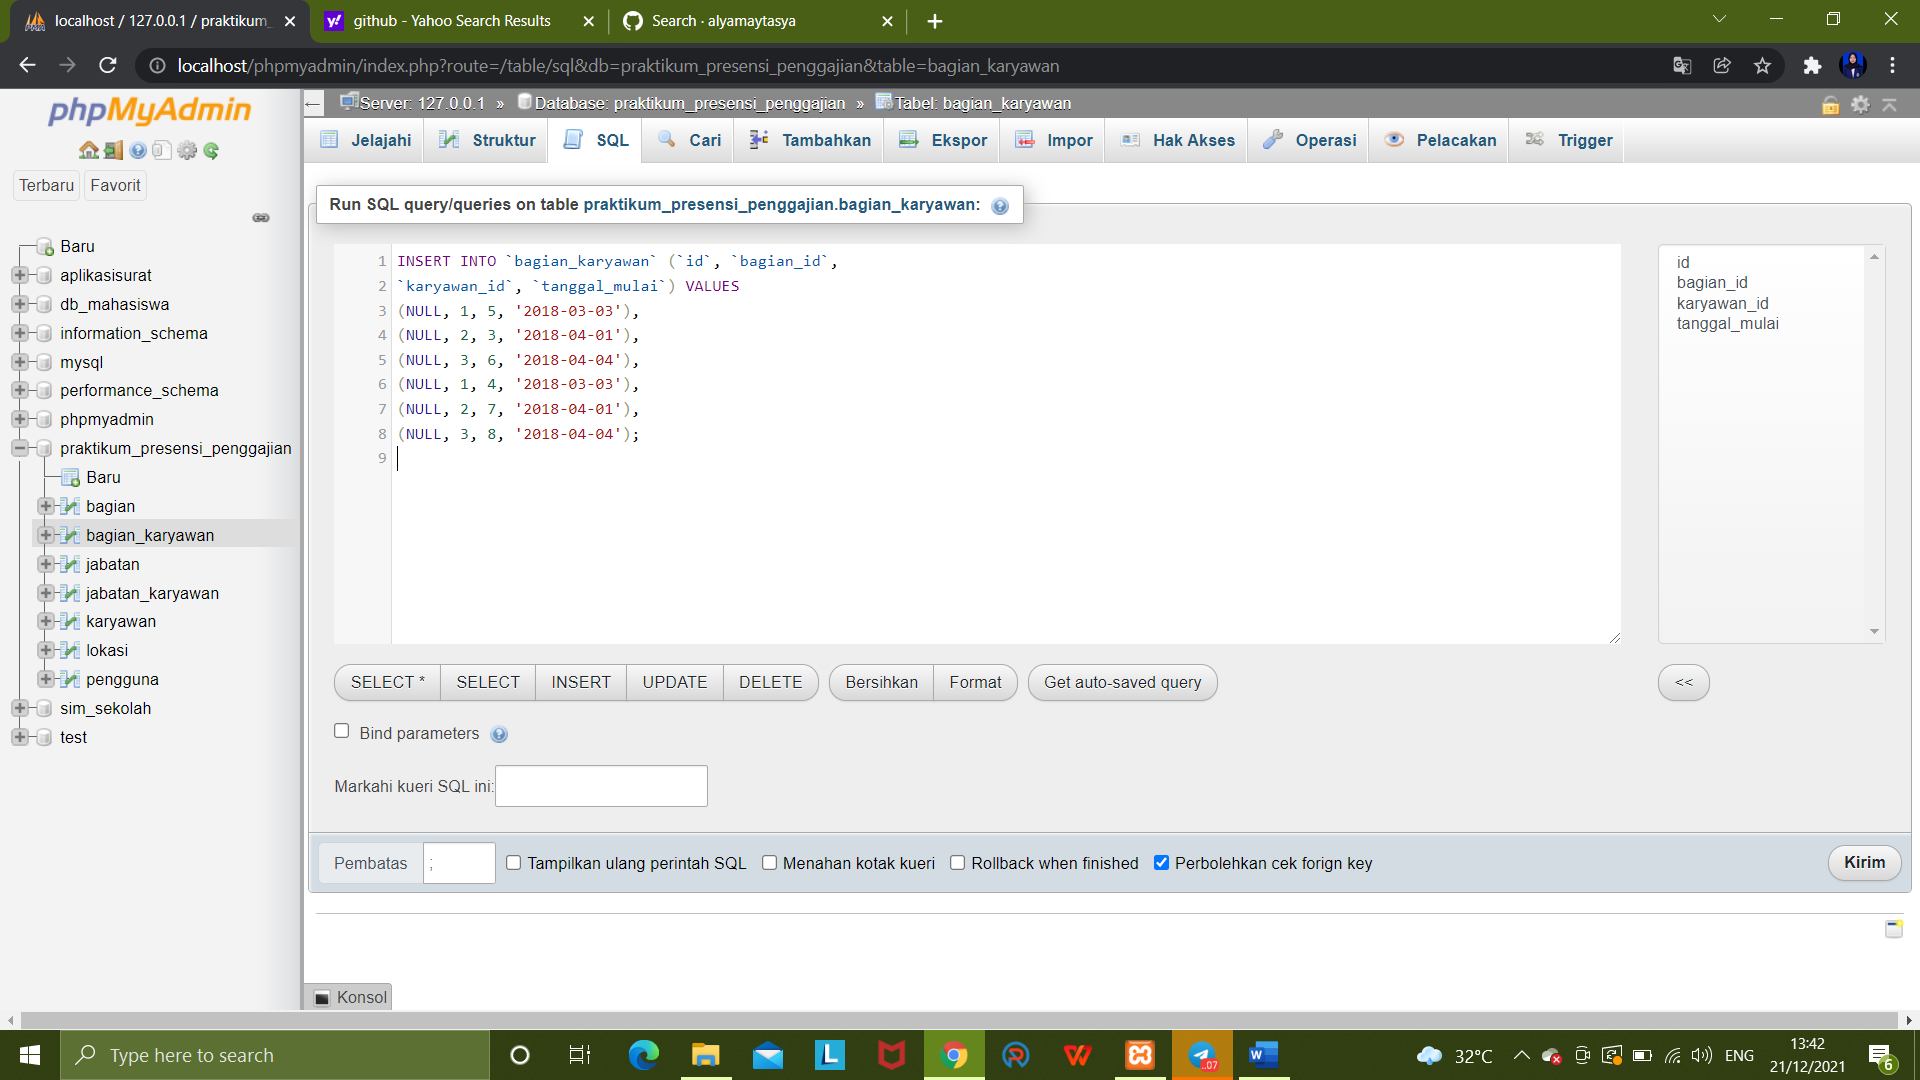 localhost / 127.0.0.1 / praktikum_
github - Yahoo Search Results
Search · alyamaytasya
localhost/phpmyadmin/index.php?route=/table/sql&db=praktikum_presensi_penggajian&table=bagian_karyawan
phpMyAdmin
Terbaru
Favorit
Baru
aplikasisurat
db_mahasiswa
information_schema
mysql
performance_schema
phpmyadmin
praktikum_presensi_penggajian
Baru
bagian
bagian_karyawan
jabatan
jabatan_karyawan
karyawan
lokasi
pengguna
sim_sekolah
test
Server: 127.0.0.1 » Database: praktikum_presensi_penggajian » Tabel: bagian_karyawan
Jelajahi
Struktur
SQL
Cari
Tambahkan
Ekspor
Impor
Hak Akses
Operasi
Pelacakan
Trigger
Run SQL query/queries on table praktikum_presensi_penggajian.bagian_karyawan:
1 INSERT INTO `bagian_karyawan` (`id`, `bagian_id`,
2 `karyawan_id`, `tanggal_mulai`) VALUES
3 (NULL, 1, 5, '2018-03-03'),
4 (NULL, 2, 3, '2018-04-01'),
5 (NULL, 3, 6, '2018-04-04'),
6 (NULL, 1, 4, '2018-03-03'),
7 (NULL, 2, 7, '2018-04-01'),
8 (NULL, 3, 8, '2018-04-04');
9
id
bagian_id
karyawan_id
tanggal_mulai
SELECT *
SELECT
INSERT
UPDATE
DELETE
Bersihkan
Format
Get auto-saved query
<<
Bind parameters
Markahi kueri SQL ini:
Pembatas
;
Tampilkan ulang perintah SQL
Menahan kotak kueri
Rollback when finished
Perbolehkan cek forign key
Kirim
Konsol
Type here to search
32°C
ENG
13:42
21/12/2021
6